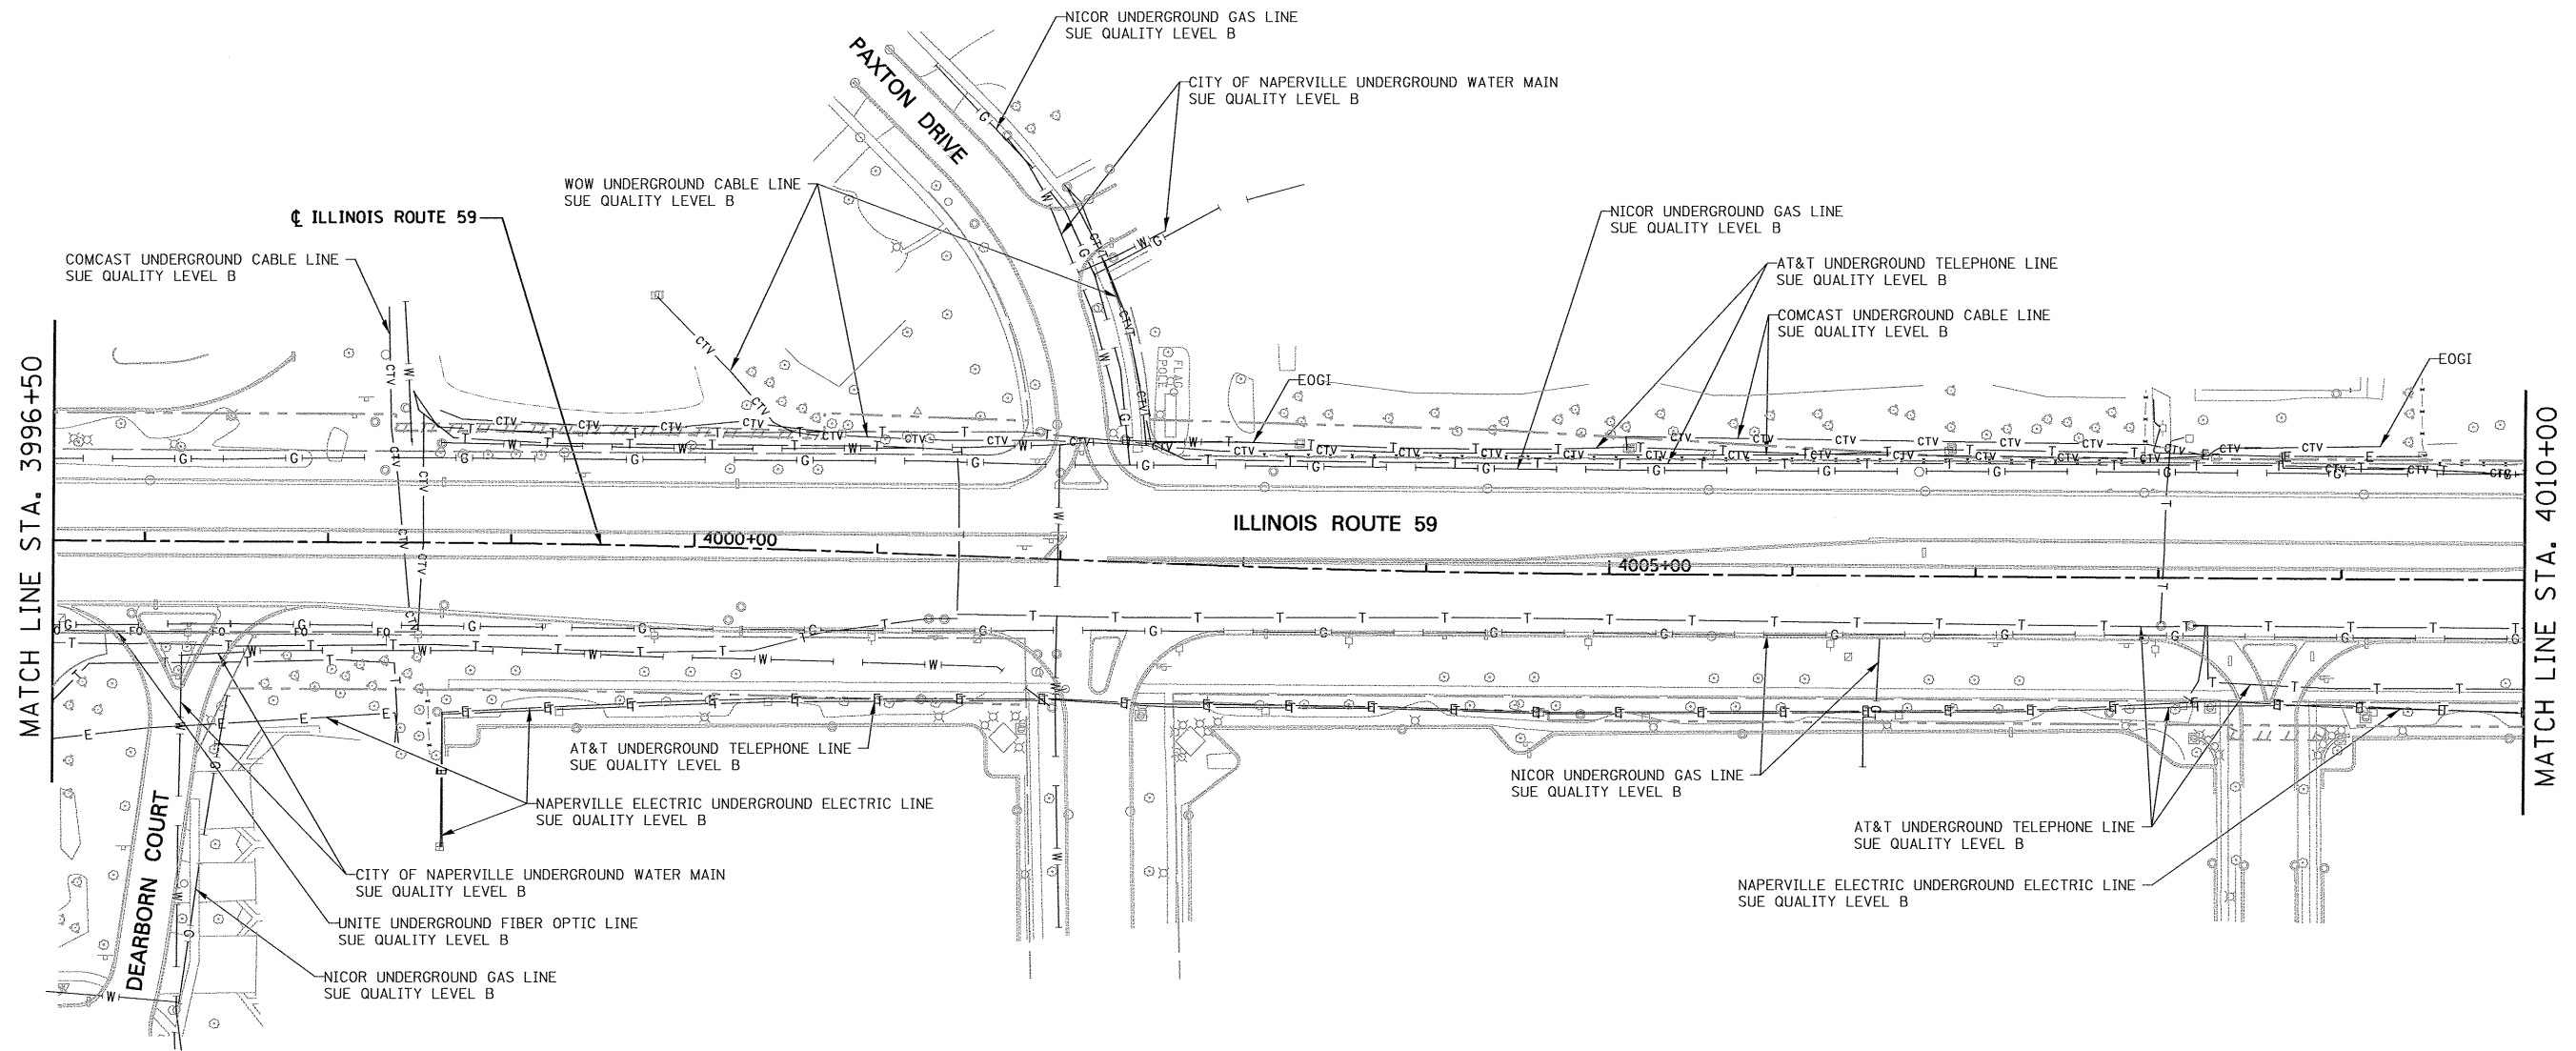 NICOR UNDERGROUND GAS LINE
SUE QUALITY LEVEL B
PAXTON DRIVE
CITY OF NAPERVILLE UNDERGROUND WATER MAIN
SUE QUALITY LEVEL B
WOW UNDERGROUND CABLE LINE
SUE QUALITY LEVEL B
℄ ILLINOIS ROUTE 59
NICOR UNDERGROUND GAS LINE
SUE QUALITY LEVEL B
COMCAST UNDERGROUND CABLE LINE
SUE QUALITY LEVEL B
AT&T UNDERGROUND TELEPHONE LINE
SUE QUALITY LEVEL B
COMCAST UNDERGROUND CABLE LINE
SUE QUALITY LEVEL B
EOGI
EOGI
FLAG
POLE
MATCH LINE STA. 3996+50
MATCH LINE STA. 4010+00
ILLINOIS ROUTE 59
4000+00
4005+00
AT&T UNDERGROUND TELEPHONE LINE
SUE QUALITY LEVEL B
NICOR UNDERGROUND GAS LINE
SUE QUALITY LEVEL B
NAPERVILLE ELECTRIC UNDERGROUND ELECTRIC LINE
SUE QUALITY LEVEL B
AT&T UNDERGROUND TELEPHONE LINE
SUE QUALITY LEVEL B
DEARBORN COURT
CITY OF NAPERVILLE UNDERGROUND WATER MAIN
SUE QUALITY LEVEL B
NAPERVILLE ELECTRIC UNDERGROUND ELECTRIC LINE
SUE QUALITY LEVEL B
UNITE UNDERGROUND FIBER OPTIC LINE
SUE QUALITY LEVEL B
NICOR UNDERGROUND GAS LINE
SUE QUALITY LEVEL B